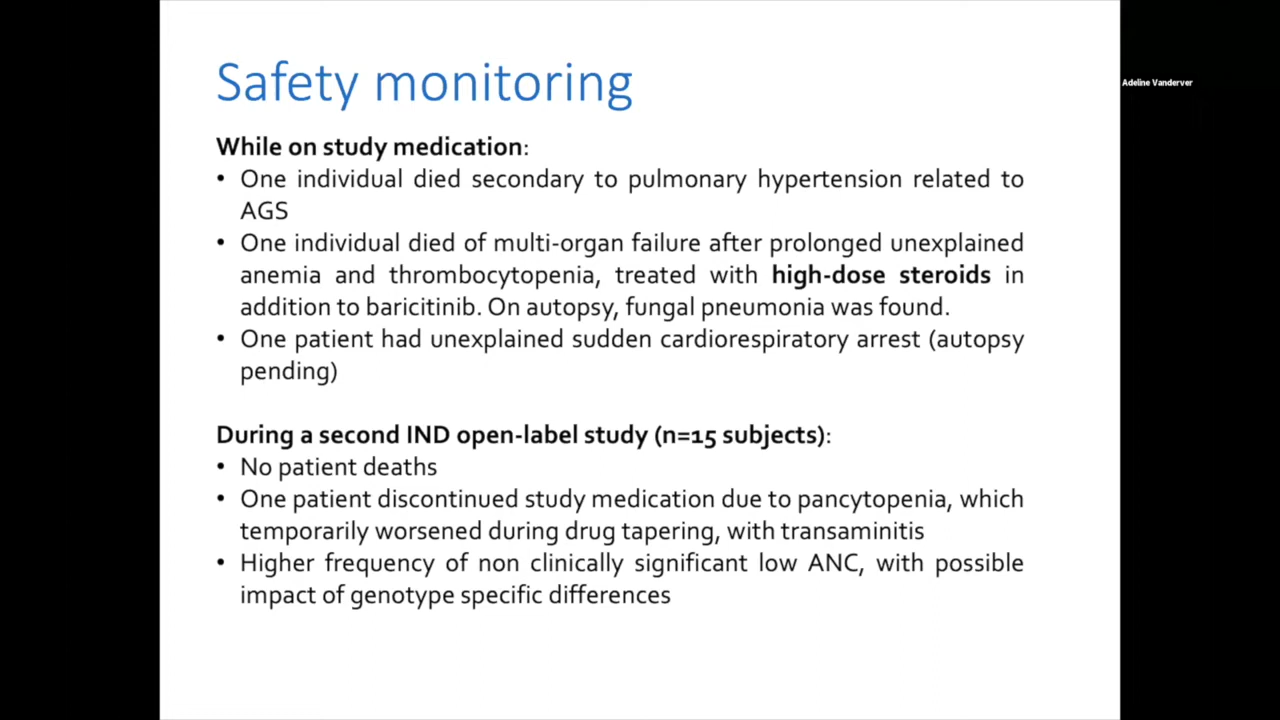 Safety monitoring
Adeline Vanderver
While on study medication:
• One individual died secondary to pulmonary hypertension related to
AGS
• One individual died of multi-organ failure after prolonged unexplained
anemia and thrombocytopenia, treated with high-dose steroids in
addition to baricitinib. On autopsy, fungal pneumonia was found.
• One patient had unexplained sudden cardiorespiratory arrest (autopsy
pending)
During a second IND open-label study (n=15 subjects):
• No patient deaths
• One patient discontinued study medication due to pancytopenia, which
temporarily worsened during drug tapering, with transaminitis
• Higher frequency of non clinically significant low ANC, with possible
impact of genotype specific differences